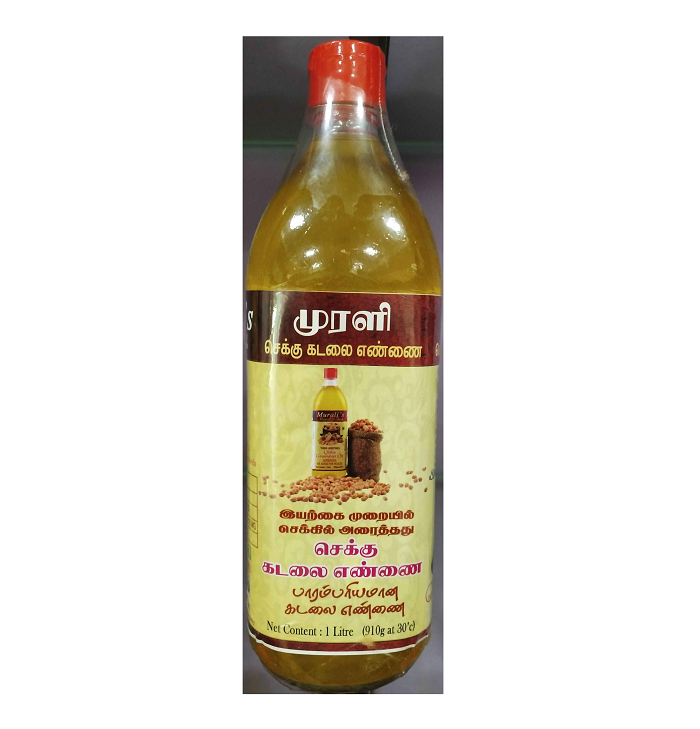 's
முரளி
செக்கு கடலை எண்ணை
Murali's
இயற்கை முறையில்
செக்கில் அரைத்தது
செக்கு
கடலை எண்ணை
பாரம்பரியமான
கடலை எண்ணை
Net Content : 1 Litre (910g at 30°c)